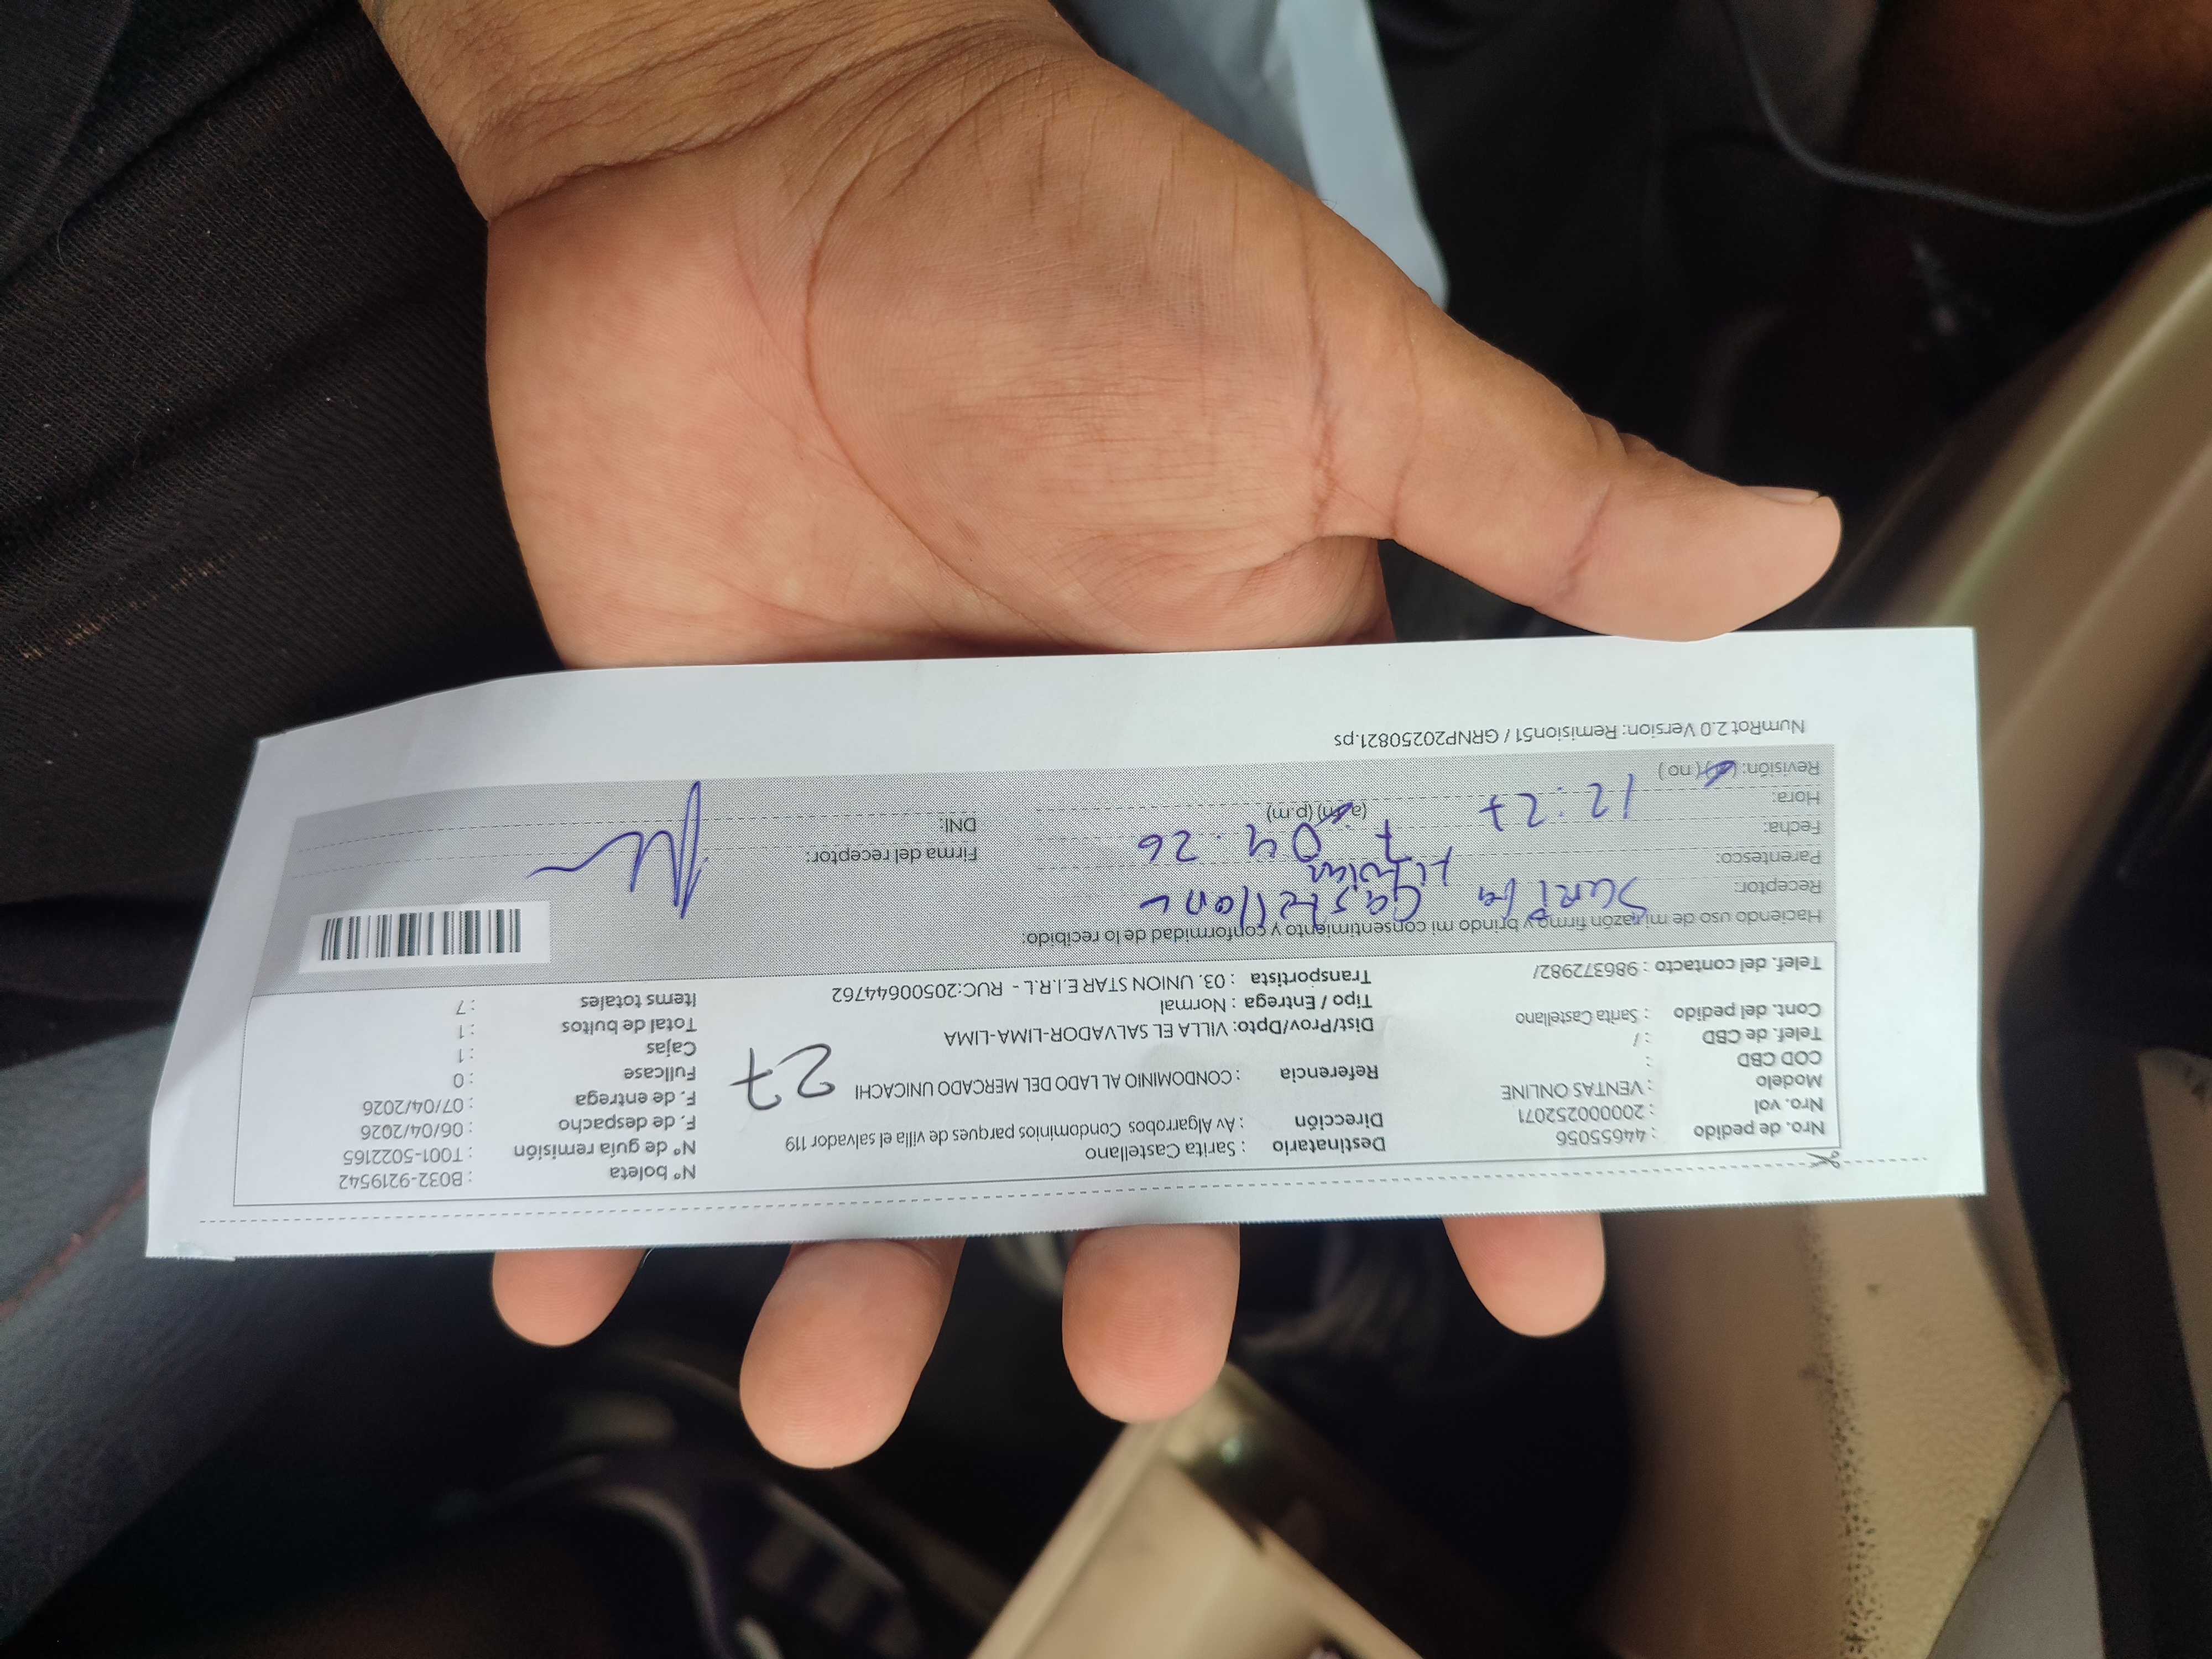 Nro. de pedido : 44655056
Nro. vol : 200000252071
Modelo : VENTAS ONLINE
COD CBD :
Telef. de CBD : /
Cont. del pedido : Sarita Castellano
Telef. del contacto : 986372982/
Destinatario : Sarita Castellano
Dirección : Av Algarrobos Condominios parques de villa el salvador 119
Referencia : CONDOMINIO AL LADO DEL MERCADO UNICACHI
27
Dist/Prov/Dpto: VILLA EL SALVADOR-LIMA-LIMA
Tipo / Entrega : Normal
Transportista : 03. UNION STAR E.I.R.L - RUC:20500644762
N° boleta : B032-9219542
N° de guía remisión : T001-5022165
F. de despacho : 06/04/2026
F. de entrega : 07/04/2026
Fullcase : 0
Cajas : 1
Total de bultos : 1
Items totales : 7
Haciendo uso de mi razón firmo y brindo mi consentimiento y conformidad de lo recibido:
Receptor: Sarita Castellano
Parentesco: Titular
Fecha: 7 04 . 26
Hora: 12:27 (a.m) (p.m)
Revisión: ( ) ( no )
Firma del receptor:
DNI:
NumRot 2.0 Version: Remision51 / GRNP20250821.ps